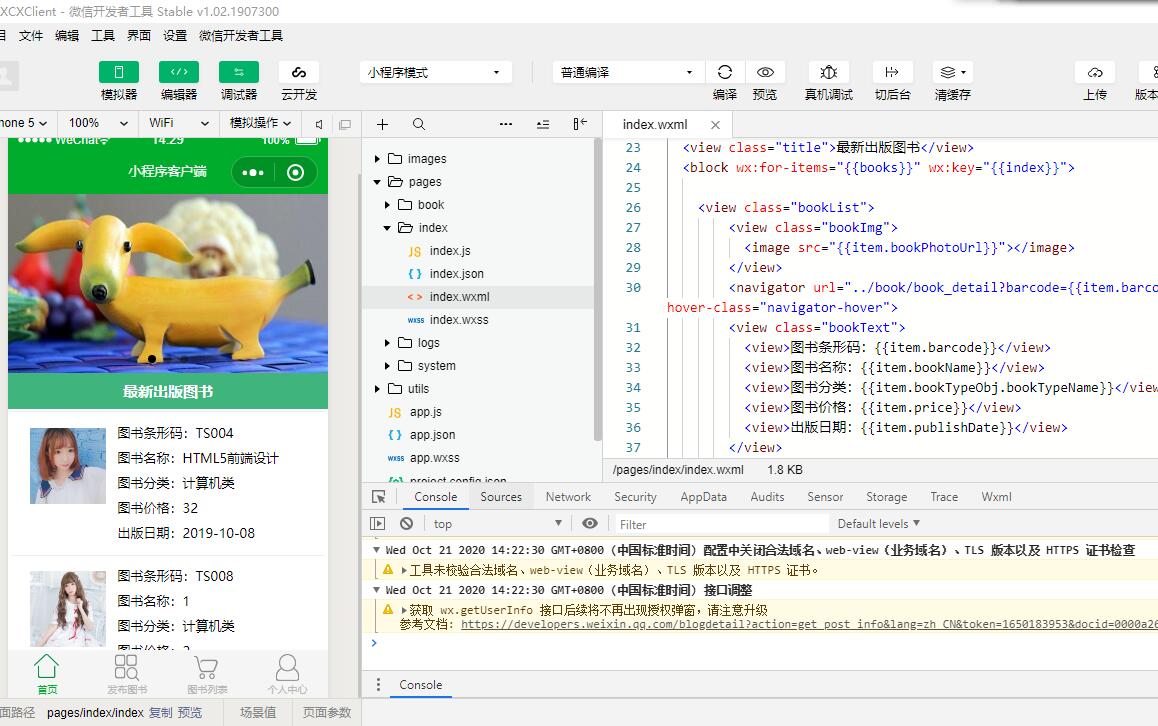 XCXClient - 微信开发者工具 Stable v1.02.1907300
目 文件 编辑 工具 界面 设置 微信开发者工具
模拟器 编辑器 调试器 云开发
小程序模式
普通编译
编译 预览 真机调试 切后台 清缓存 上传 版本
hone 5 100% WiFi 模拟操作
WeChat 14:29 100%
小程序客户端
最新出版图书
图书条形码：TS004
图书名称：HTML5前端设计
图书分类：计算机类
图书价格：32
出版日期：2019-10-08
图书条形码：TS008
图书名称：1
图书分类：计算机类
图书价格：2
首页 发布图书 图书列表 个人中心
面路径 pages/index/index 复制 预览 场景值 页面参数
images
pages
book
index
JS index.js
{ } index.json
< > index.wxml
wxss index.wxss
logs
system
utils
JS app.js
{ } app.json
wxss app.wxss
project.config.json
index.wxml
23 <view class="title">最新出版图书</view>
24 <block wx:for-items="{{books}}" wx:key="{{index}}">
25
26 <view class="bookList">
27 <view class="bookImg">
28 <image src="{{item.bookPhotoUrl}}"></image>
29 </view>
30 <navigator url="../book/book_detail?barcode={{item.barco
hover-class="navigator-hover">
31 <view class="bookText">
32 <view>图书条形码：{{item.barcode}}</view>
33 <view>图书名称：{{item.bookName}}</view>
34 <view>图书分类：{{item.bookTypeObj.bookTypeName}}</view
35 <view>图书价格：{{item.price}}</view>
36 <view>出版日期：{{item.publishDate}}</view>
37 </view>
/pages/index/index.wxml 1.8 KB
Console Sources Network Security AppData Audits Sensor Storage Trace Wxml
top Filter Default levels
Wed Oct 21 2020 14:22:30 GMT+0800 (中国标准时间) 配置中关闭合法域名、web-view（业务域名）、TLS 版本以及 HTTPS 证书检查
工具未校验合法域名、web-view（业务域名）、TLS 版本以及 HTTPS 证书。
Wed Oct 21 2020 14:22:30 GMT+0800 (中国标准时间) 接口调整
获取 wx.getUserInfo 接口后续将不再出现授权弹窗，请注意升级
参考文档: https://developers.weixin.qq.com/blogdetail?action=get_post_info&lang=zh_CN&token=1650183953&docid=0000a26
Console